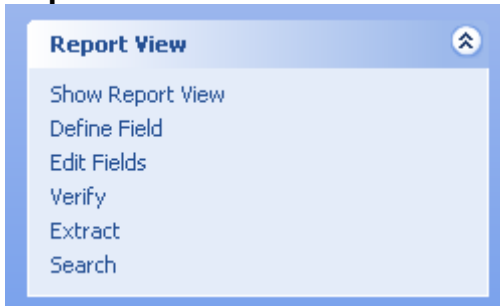 Report View
Show Report View
Define Field
Edit Fields
Verify
Extract
Search